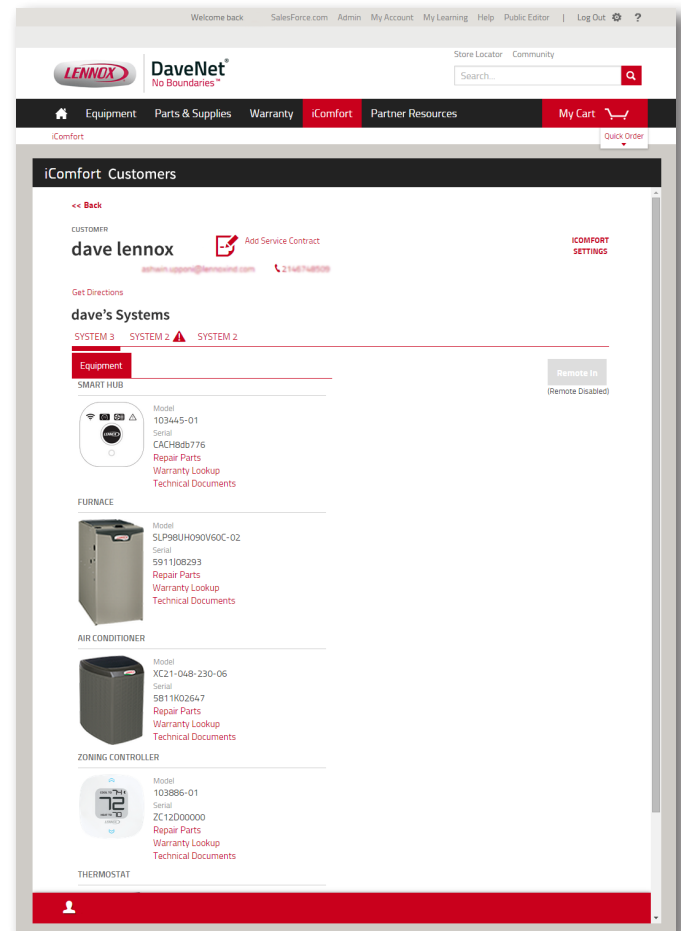 Welcome back SalesForce.com Admin My Account My Learning Help Public Editor | Log Out ?
Store Locator Community
LENNOX DaveNet®
No Boundaries™
Search...
Equipment Parts & Supplies Warranty iComfort Partner Resources My Cart
iComfort
Quick Order
iComfort Customers
<< Back
CUSTOMER
dave lennox
Add Service Contract
ICOMFORT
SETTINGS
Get Directions
dave's Systems
SYSTEM 3 SYSTEM 2 SYSTEM 2
Equipment
Remote In
(Remote Disabled)
SMART HUB
Model
103445-01
Serial
CACH8db776
Repair Parts
Warranty Lookup
Technical Documents
FURNACE
Model
SLP98UH090V60C-02
Serial
5911J08293
Repair Parts
Warranty Lookup
Technical Documents
AIR CONDITIONER
Model
XC21-048-230-06
Serial
5811K02647
Repair Parts
Warranty Lookup
Technical Documents
ZONING CONTROLLER
72
Model
103886-01
Serial
ZC12D00000
Repair Parts
Warranty Lookup
Technical Documents
THERMOSTAT